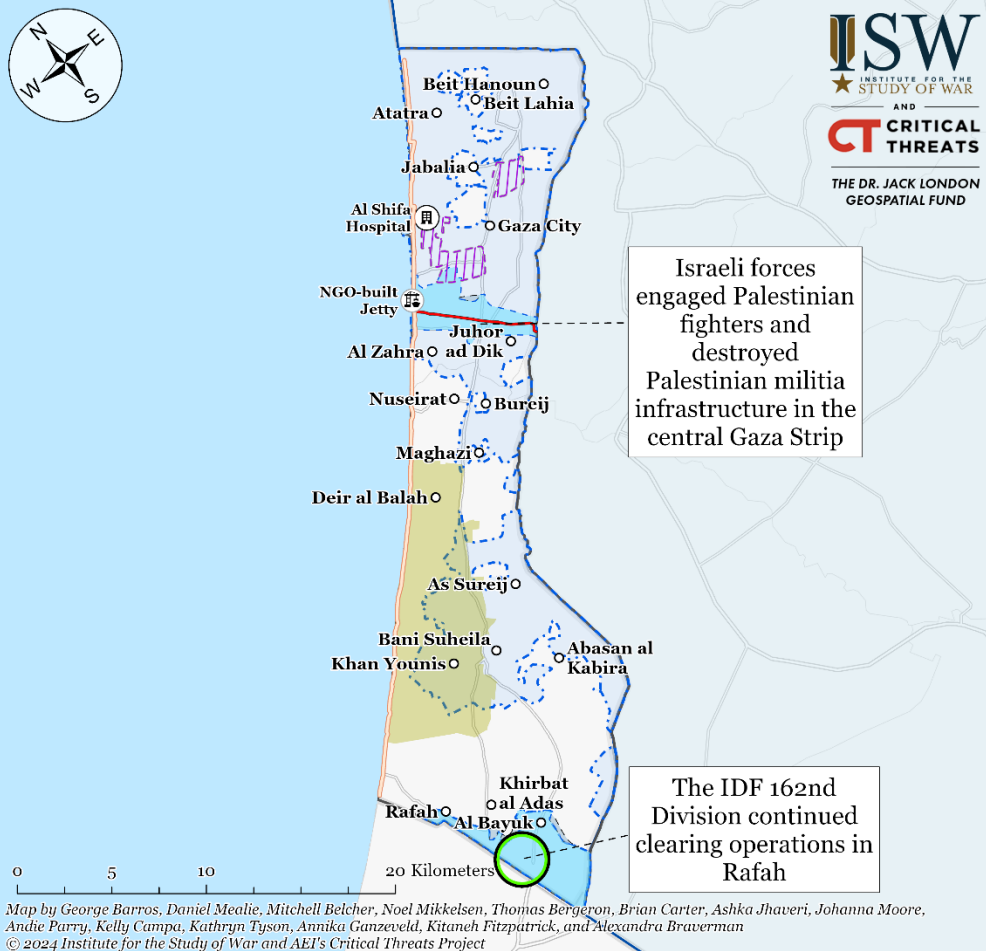 N
E
W
S
ISW
INSTITUTE FOR THE
STUDY OF WAR
AND
CT CRITICAL
THREATS
THE DR. JACK LONDON
GEOSPATIAL FUND
Beit Hanoun
Beit Lahia
Atatra
Jabalia
Al Shifa
Hospital
Gaza City
NGO-built
Jetty
Juhor
ad Dik
Al Zahra
Nuseirat
Bureij
Maghazi
Deir al Balah
As Sureij
Bani Suheila
Khan Younis
Abasan al
Kabira
Khirbat
al Adas
Rafah
Al Bayuk
Israeli forces
engaged Palestinian
fighters and
destroyed
Palestinian militia
infrastructure in the
central Gaza Strip
The IDF 162nd
Division continued
clearing operations in
Rafah
0 5 10 20 Kilometers
Map by George Barros, Daniel Mealie, Mitchell Belcher, Noel Mikkelsen, Thomas Bergeron, Brian Carter, Ashka Jhaveri, Johanna Moore,
Andie Parry, Kelly Campa, Kathryn Tyson, Annika Ganzeveld, Kitaneh Fitzpatrick, and Alexandra Braverman
© 2024 Institute for the Study of War and AEI's Critical Threats Project